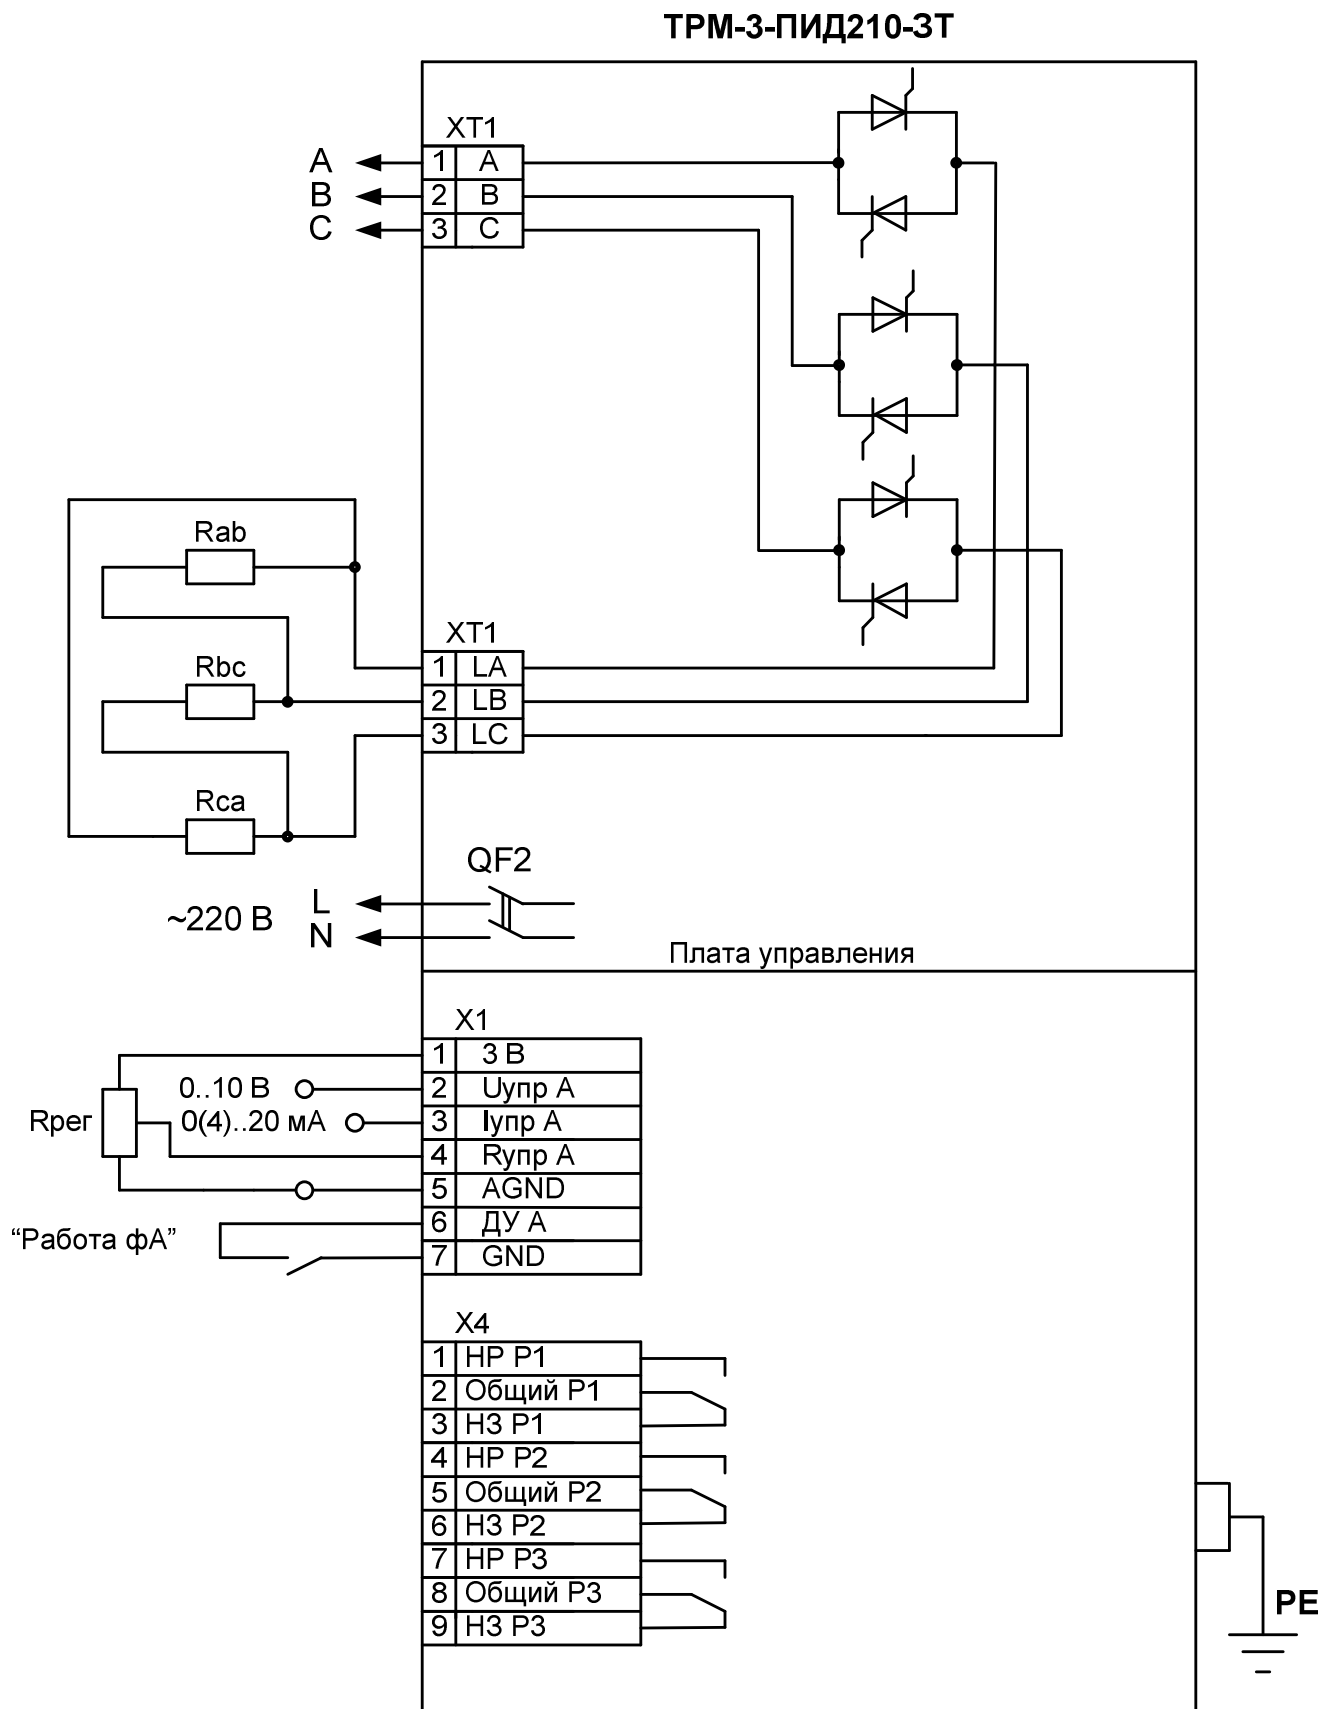 ТРМ-3-ПИД210-3Т
XT1
A 1 A
B 2 B
C 3 C
Rab
XT1
Rbc 1 LA
2 LB
3 LC
Rca
QF2
~220 В L
N
Плата управления
X1
1 3 В
0..10 В 2 Uупр А
Rрег 0(4)..20 мА 3 Iупр А
4 Rупр А
5 AGND
6 ДУ А
“Работа фА” 7 GND
X4
1 НР Р1
2 Общий Р1
3 НЗ Р1
4 НР Р2
5 Общий Р2
6 НЗ Р2
7 НР Р3
8 Общий Р3
9 НЗ Р3
PE